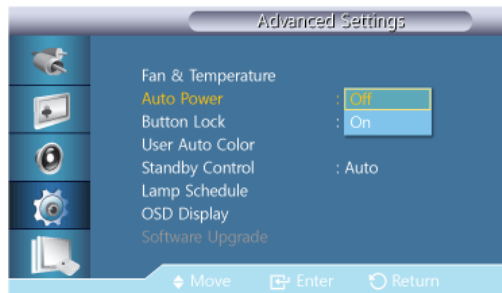 Advanced Settings
Fan & Temperature
Auto Power : Off
Button Lock : On
User Auto Color
Standby Control : Auto
Lamp Schedule
OSD Display
Software Upgrade
Move Enter Return